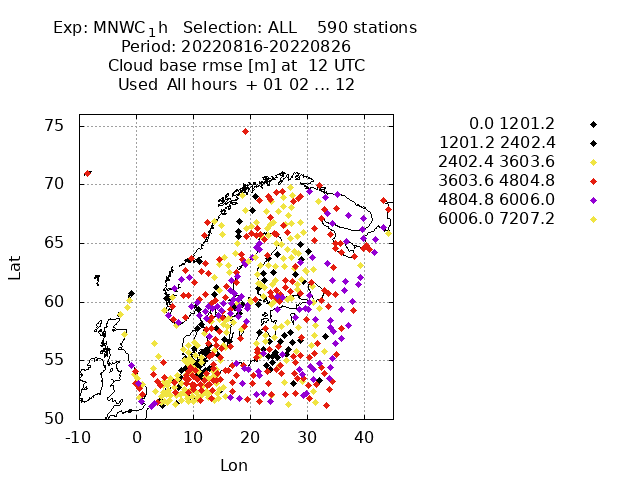 Exp: MNWC_1h Selection: ALL 590 stations
Period: 20220816-20220826
Cloud base rmse [m] at 12 UTC
Used All hours + 01 02 ... 12
0.0 1201.2
1201.2 2402.4
2402.4 3603.6
3603.6 4804.8
4804.8 6006.0
6006.0 7207.2
75
70
65
60
55
50
-10 0 10 20 30 40
Lat
Lon